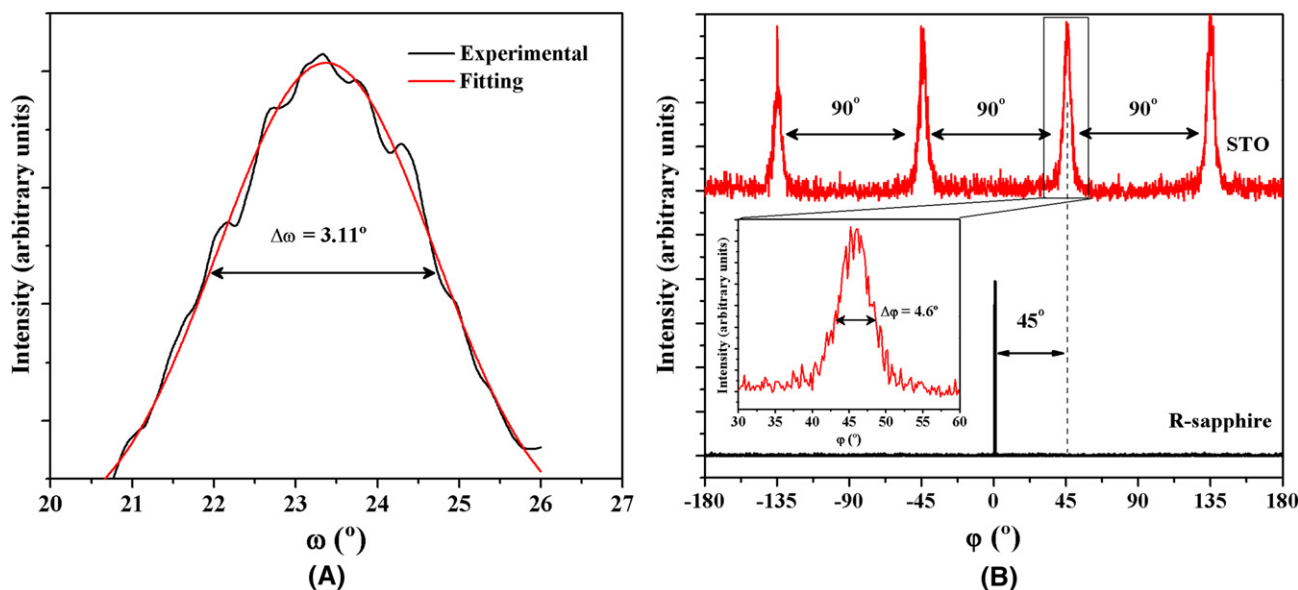 Intensity (arbitrary units)
Experimental
Fitting
Δω = 3.11°
20 21 22 23 24 25 26 27
ω (°)
(A)
Intensity (arbitrary units)
90° 90° 90°
STO
Intensity (arbitrary units)
Δφ = 4.6°
30 35 40 45 50 55 60
φ (°)
45°
R-sapphire
-180 -135 -90 -45 0 45 90 135 180
φ (°)
(B)